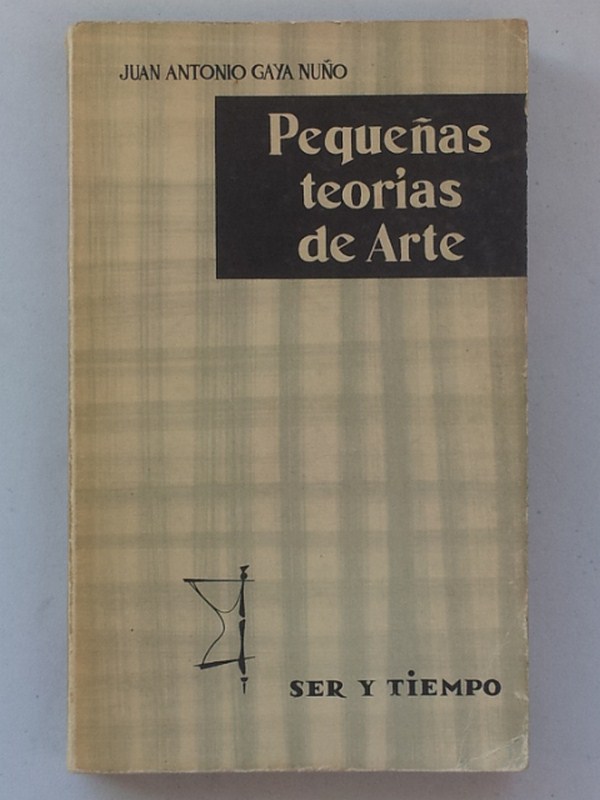 JUAN ANTONIO GAYA NUÑO
Pequeñas
teorías
de Arte
SER Y TIEMPO